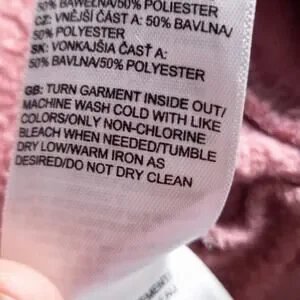 50% BAWEŁNA/50% POLIESTER
CZ: VNĚJŠÍ ČÁST A: 50% BAVLNA/
50% POLYESTER
SK: VONKAJŠIA ČASŤ A:
50% BAVLNA/50% POLYESTER
GB: TURN GARMENT INSIDE OUT/
MACHINE WASH COLD WITH LIKE
COLORS/ONLY NON-CHLORINE
BLEACH WHEN NEEDED/TUMBLE
DRY LOW/WARM IRON AS
DESIRED/DO NOT DRY CLEAN